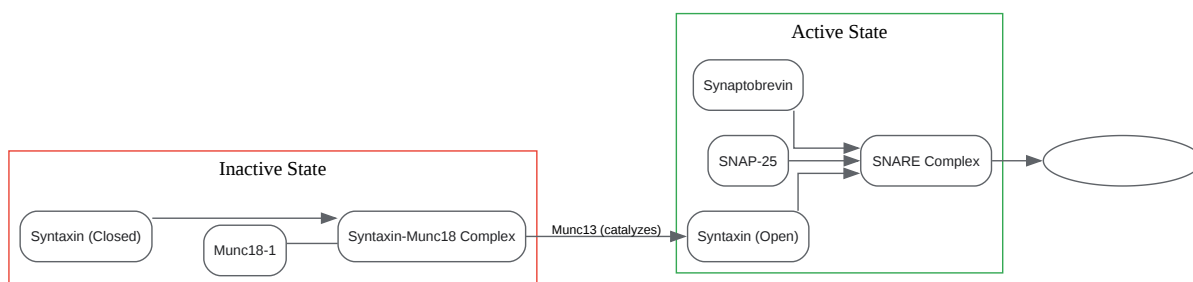 Active State
Synaptobrevin
SNAP-25
SNARE Complex
Inactive State
Syntaxin (Closed)
Munc18-1
Syntaxin-Munc18 Complex
Munc13 (catalyzes)
Syntaxin (Open)